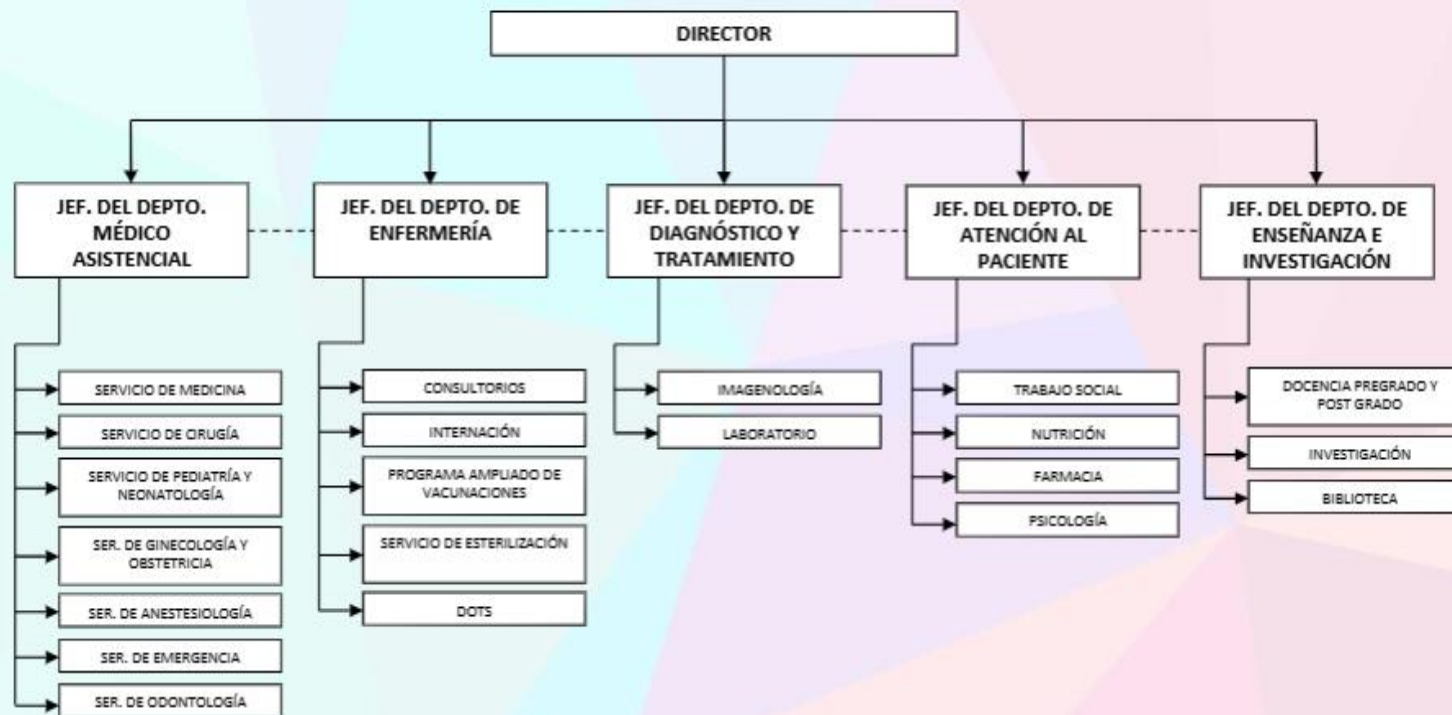 DIRECTOR
JEF. DEL DEPTO.
MÉDICO
ASISTENCIAL
SERVICIO DE MEDICINA
SERVICIO DE CIRUGÍA
SERVICIO DE PEDIATRÍA Y
NEONATOLOGÍA
SER. DE GINECOLOGÍA Y
OBSTETRICIA
SER. DE ANESTESIOLOGÍA
SER. DE EMERGENCIA
SER. DE ODONTOLOGÍA
JEF. DEL DEPTO. DE
ENFERMERÍA
CONSULTORIOS
INTERNACIÓN
PROGRAMA AMPLIADO DE
VACUNACIONES
SERVICIO DE ESTERILIZACIÓN
DOTS
JEF. DEL DEPTO. DE
DIAGNÓSTICO Y
TRATAMIENTO
IMAGENOLOGÍA
LABORATORIO
JEF. DEL DEPTO. DE
ATENCIÓN AL
PACIENTE
TRABAJO SOCIAL
NUTRICIÓN
FARMACIA
PSICOLOGÍA
JEF. DEL DEPTO. DE
ENSEÑANZA E
INVESTIGACIÓN
DOCENCIA PREGRADO Y
POST GRADO
INVESTIGACIÓN
BIBLIOTECA